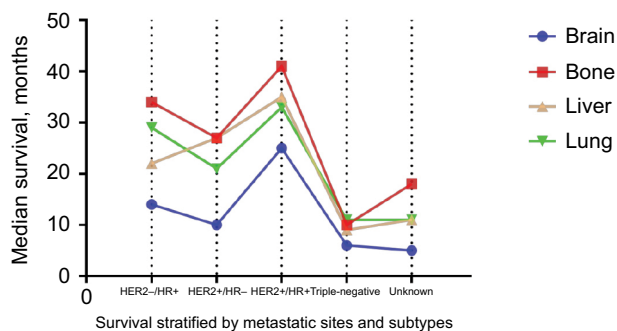 50
40
30
20
10
0
0
Median survival, months
HER2–/HR+ HER2+/HR– HER2+/HR+ Triple-negative Unknown
Survival stratified by metastatic sites and subtypes
Brain
Bone
Liver
Lung